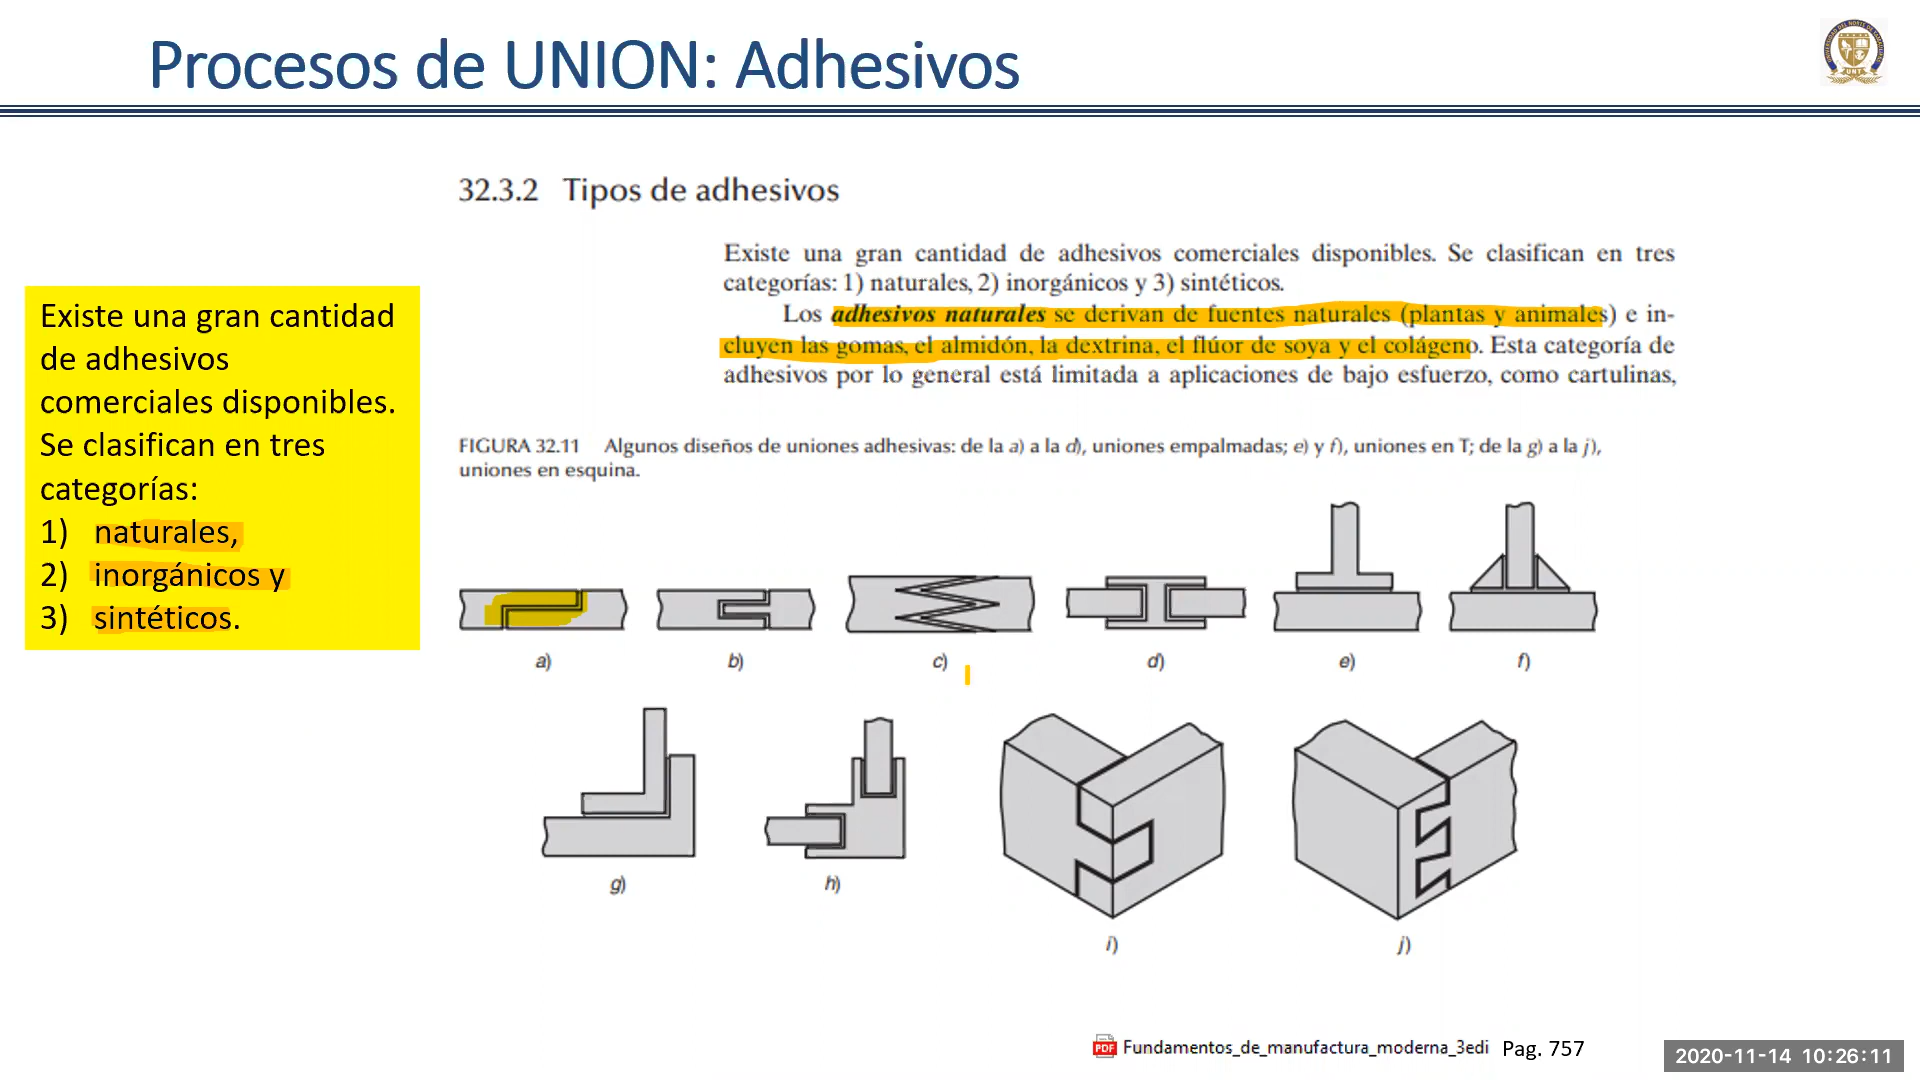 Procesos de UNION: Adhesivos
32.3.2 Tipos de adhesivos
Existe una gran cantidad de adhesivos comerciales disponibles. Se clasifican en tres
categorías: 1) naturales, 2) inorgánicos y 3) sintéticos.
Los adhesivos naturales se derivan de fuentes naturales (plantas y animales) e in-
cluyen las gomas, el almidón, la dextrina, el flúor de soya y el colágeno. Esta categoría de
adhesivos por lo general está limitada a aplicaciones de bajo esfuerzo, como cartulinas,
Existe una gran cantidad
de adhesivos
comerciales disponibles.
Se clasifican en tres
categorías:
1) naturales,
2) inorgánicos y
3) sintéticos.
FIGURA 32.11 Algunos diseños de uniones adhesivas: de la a) a la d), uniones empalmadas; e) y f), uniones en T; de la g) a la j),
uniones en esquina.
a) b) c) d) e) f)
g) h)
i) j)
PDF Fundamentos_de_manufactura_moderna_3edi Pag. 757
2020-11-14 10:26:11